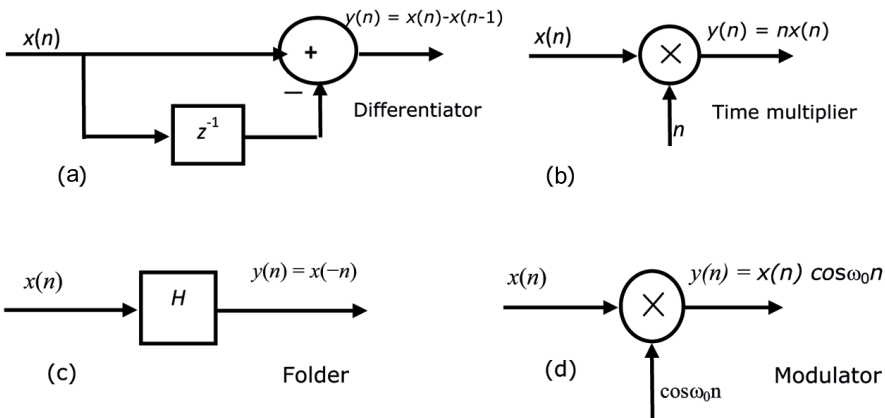 x(n)
y(n) = x(n)-x(n-1)
+
−
z⁻¹
Differentiator
(a)
x(n)
y(n) = nx(n)
×
n
Time multiplier
(b)
x(n)
H
y(n) = x(−n)
(c)
Folder
x(n)
y(n) = x(n) cosω₀n
×
cosω₀n
(d)
Modulator